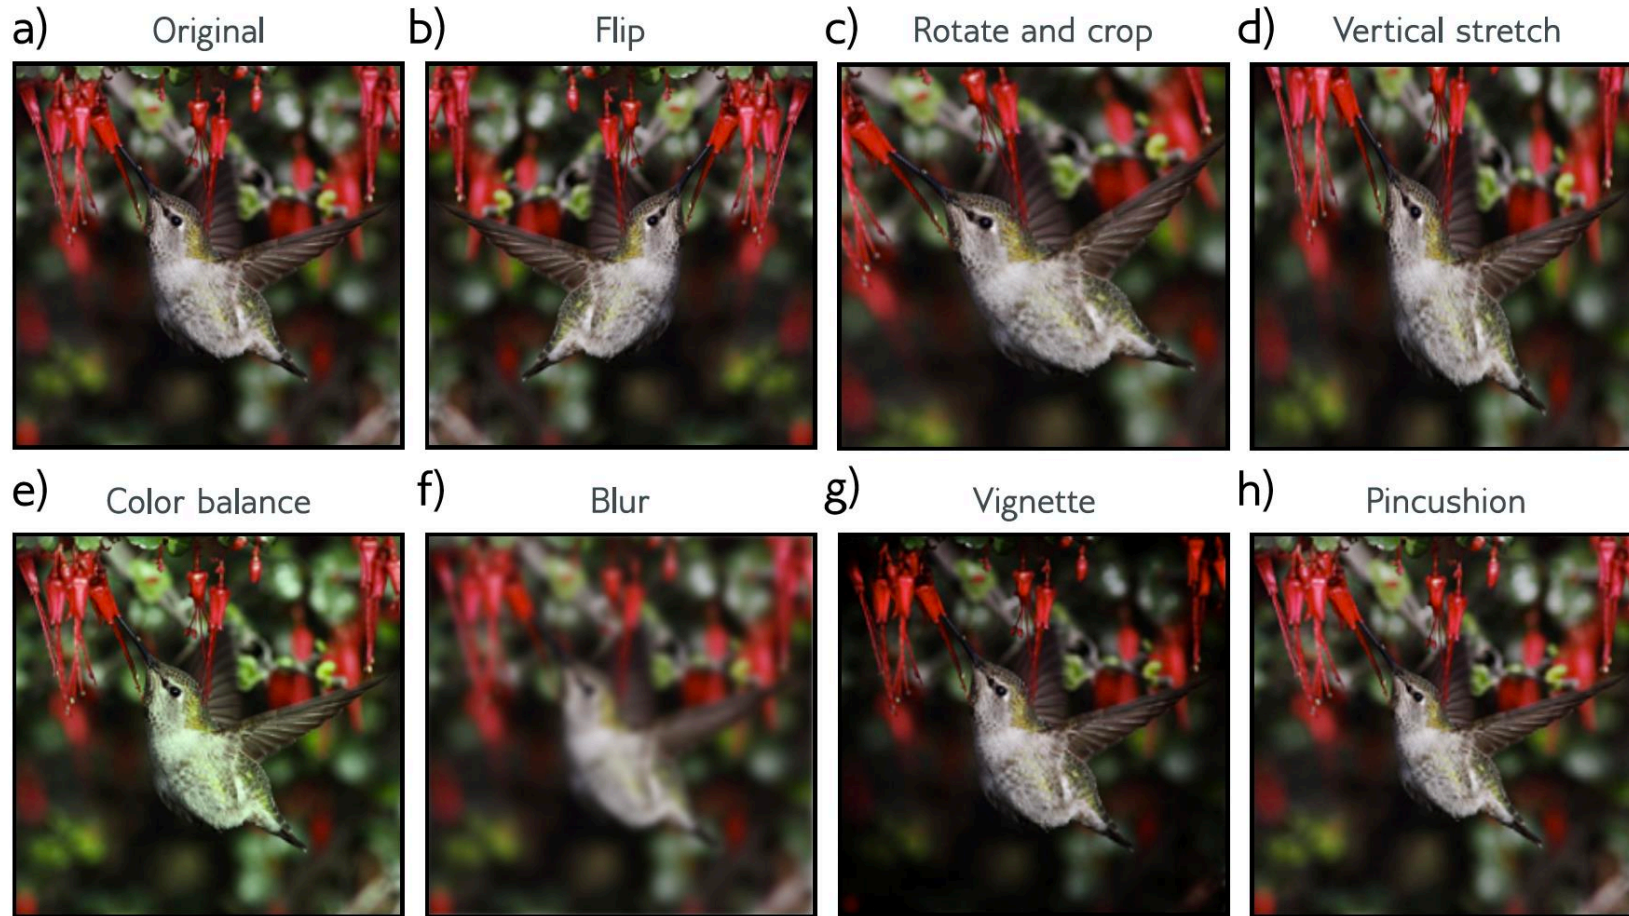 a) Original
b) Flip
c) Rotate and crop
d) Vertical stretch
e) Color balance
f) Blur
g) Vignette
h) Pincushion